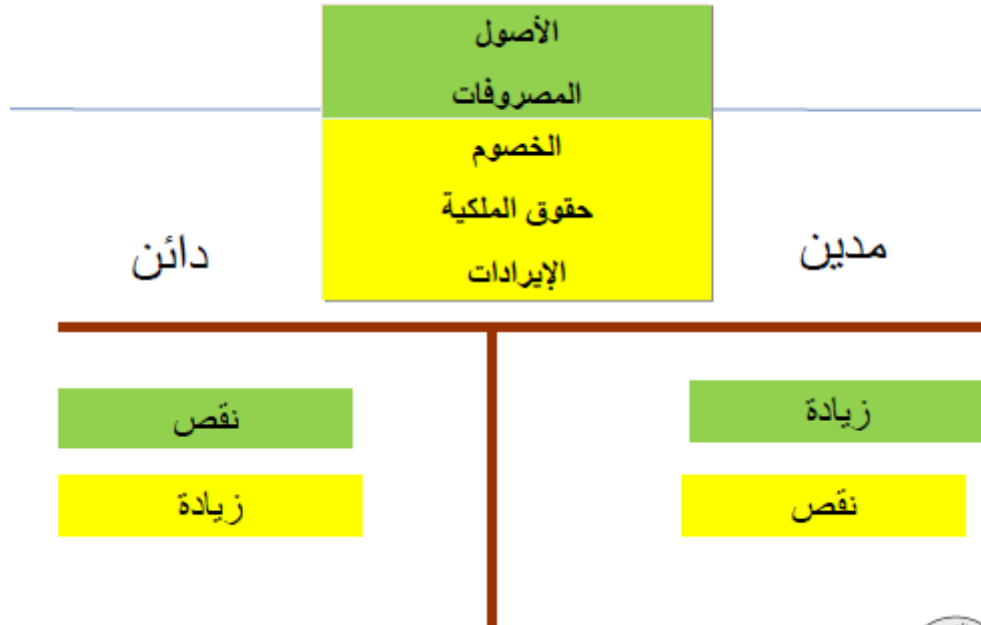 الأصول
المصروفات
الخصوم
حقوق الملكية
الإيرادات
مدين
دائن
زيادة
نقص
نقص
زيادة